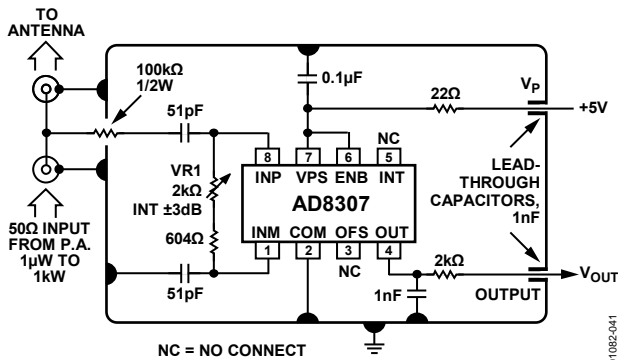 TO
ANTENNA
100kΩ
1/2W
51pF
0.1µF
22Ω
VP
+5V
NC
8
7
6
5
INP
VPS
ENB
INT
VR1
2kΩ
INT ±3dB
AD8307
LEAD-
THROUGH
CAPACITORS,
1nF
50Ω INPUT
FROM P.A.
1µW TO
1kW
604Ω
INM
COM
OFS
OUT
1
2
3
4
NC
51pF
2kΩ
VOUT
1nF
OUTPUT
NC = NO CONNECT
01082-041